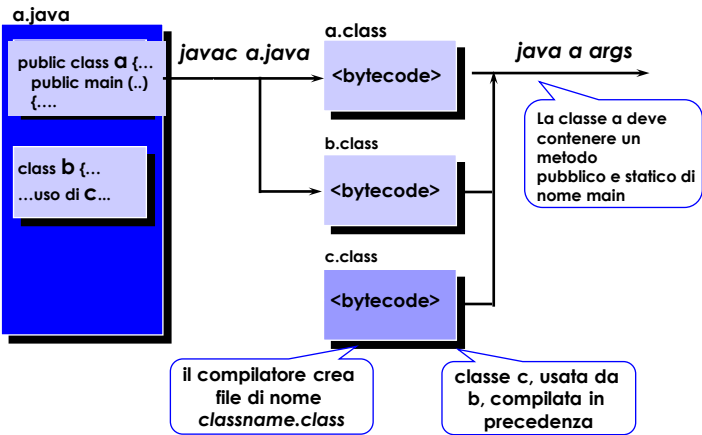 a.java
public class a {...
public main (..)
{....
class b {...
...uso di c...
javac a.java
a.class
<bytecode>
b.class
<bytecode>
c.class
<bytecode>
java a args
La classe a deve
contenere un
metodo
pubblico e statico di
nome main
il compilatore crea
file di nome
classname.class
classe c, usata da
b, compilata in
precedenza